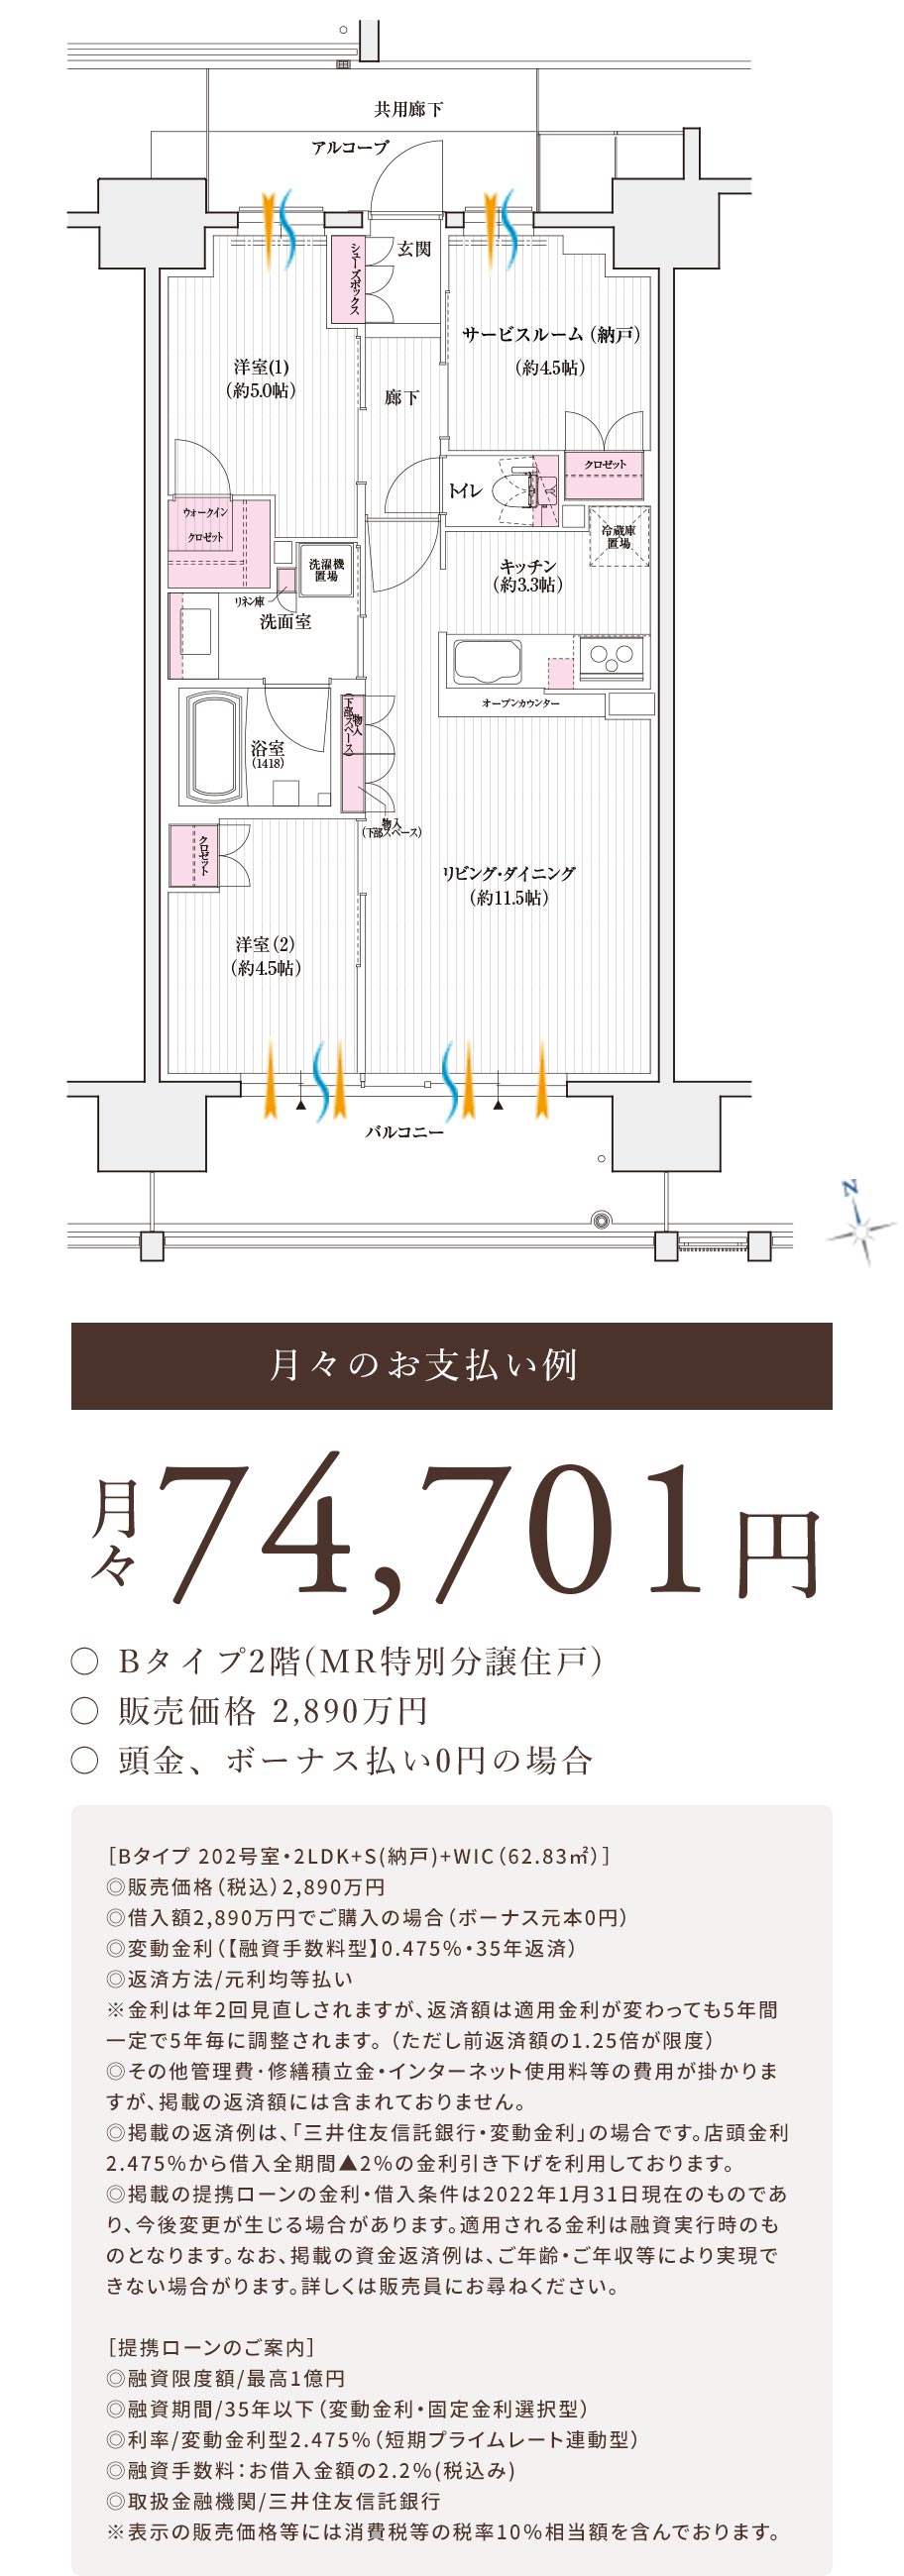 共用廊下
アルコーブ
玄関
シューズボックス
サービスルーム（納戸）
（約4.5帖）
洋室(1)
（約5.0帖）
廊下
クロゼット
トイレ
ウォークイン
クロゼット
冷蔵庫
置場
洗濯機
置場
キッチン
（約3.3帖）
リネン庫
洗面室
オープンカウンター
物入
（下部スペース）
浴室
（1418）
物入
（下部スペース）
クロゼット
リビング・ダイニング
（約11.5帖）
洋室（2）
（約4.5帖）
バルコニー
N
月々のお支払い例
月々74,701円
○ Bタイプ2階（MR特別分譲住戸）
○ 販売価格 2,890万円
○ 頭金、ボーナス払い0円の場合
［Bタイプ 202号室・2LDK+S(納戸)+WIC（62.83㎡）］
◎販売価格（税込）2,890万円
◎借入額2,890万円でご購入の場合（ボーナス元本0円）
◎変動金利（【融資手数料型】0.475%・35年返済）
◎返済方法/元利均等払い
※金利は年2回見直しされますが、返済額は適用金利が変わっても5年間
一定で5年毎に調整されます。（ただし前返済額の1.25倍が限度）
◎その他管理費・修繕積立金・インターネット使用料等の費用が掛かりま
すが、掲載の返済額には含まれておりません。
◎掲載の返済例は、「三井住友信託銀行・変動金利」の場合です。店頭金利
2.475%から借入全期間▲2%の金利引き下げを利用しております。
◎掲載の提携ローンの金利・借入条件は2022年1月31日現在のものであ
り、今後変更が生じる場合があります。適用される金利は融資実行時のも
のとなります。なお、掲載の資金返済例は、ご年齢・ご年収等により実現で
きない場合がります。詳しくは販売員にお尋ねください。
［提携ローンのご案内］
◎融資限度額/最高1億円
◎融資期間/35年以下（変動金利・固定金利選択型）
◎利率/変動金利型2.475%（短期プライムレート連動型）
◎融資手数料：お借入金額の2.2%(税込み)
◎取扱金融機関/三井住友信託銀行
※表示の販売価格等には消費税等の税率10%相当額を含んでおります。